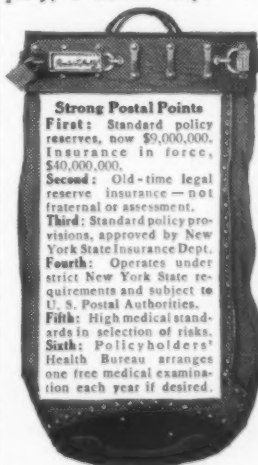 Strong Postal Points
First: Standard policy
reserves, now $9,000,000.
Insurance in force,
$40,000,000.
Second: Old-time legal
reserve insurance — not
fraternal or assessment.
Third: Standard policy pro-
visions, approved by New
York State Insurance Dept.
Fourth: Operates under
strict New York State re-
quirements and subject to
U. S. Postal Authorities.
Fifth: High medical stand-
ards in selection of risks.
Sixth: Policyholders'
Health Bureau arranges
one free medical examina-
tion each year if desired.